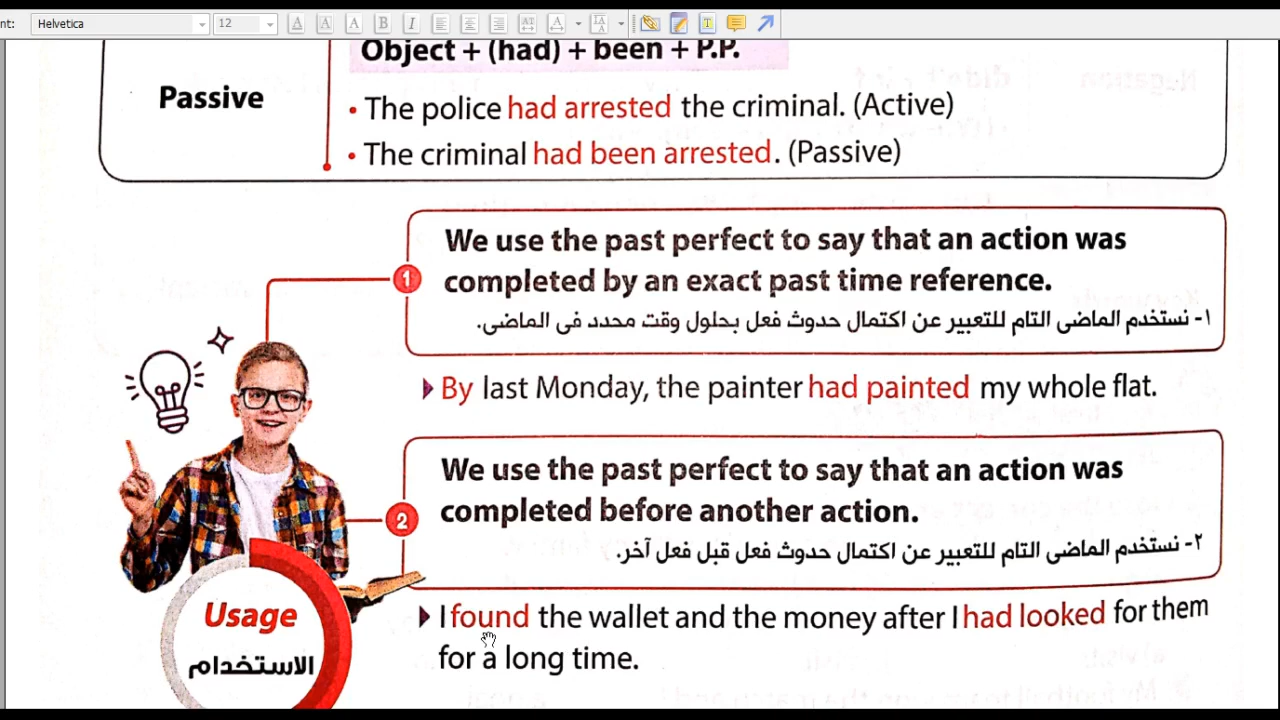 nt:
Helvetica
12
Object + (had) + been + P.P.
Passive
• The police had arrested the criminal. (Active)
• The criminal had been arrested. (Passive)
1
We use the past perfect to say that an action was
completed by an exact past time reference.
١- نستخدم الماضى التام للتعبير عن اكتمال حدوث فعل بحلول وقت محدد فى الماضى.
By last Monday, the painter had painted my whole flat.
2
We use the past perfect to say that an action was
completed before another action.
٢- نستخدم الماضى التام للتعبير عن اكتمال حدوث فعل قبل فعل آخر.
Usage
الاستخدام
I found the wallet and the money after I had looked for them
for a long time.